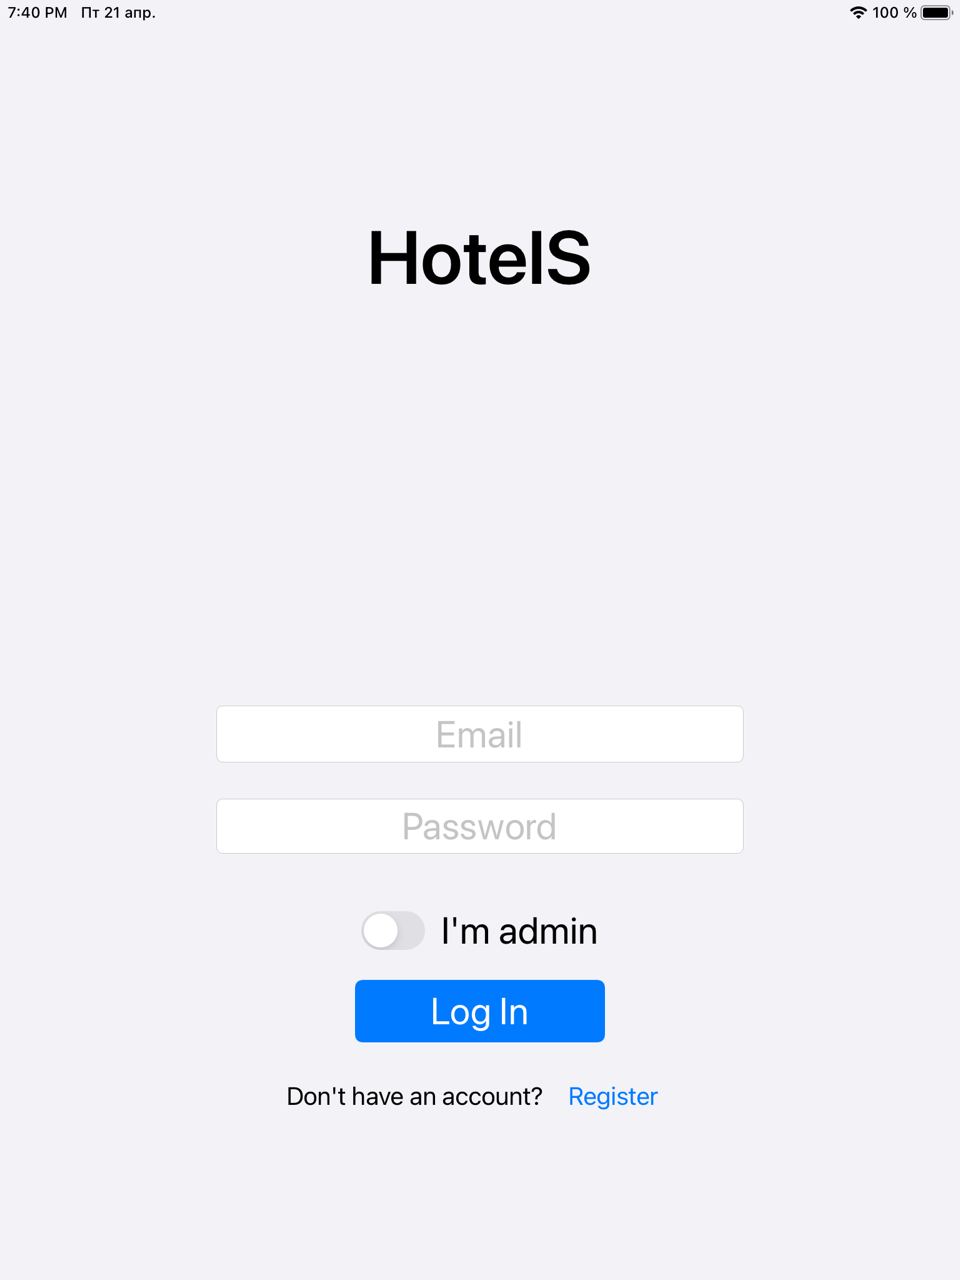 7:40 PM Пт 21 апр. 100 %
HotelS
Email
Password
I'm admin
Log In
Don't have an account? Register